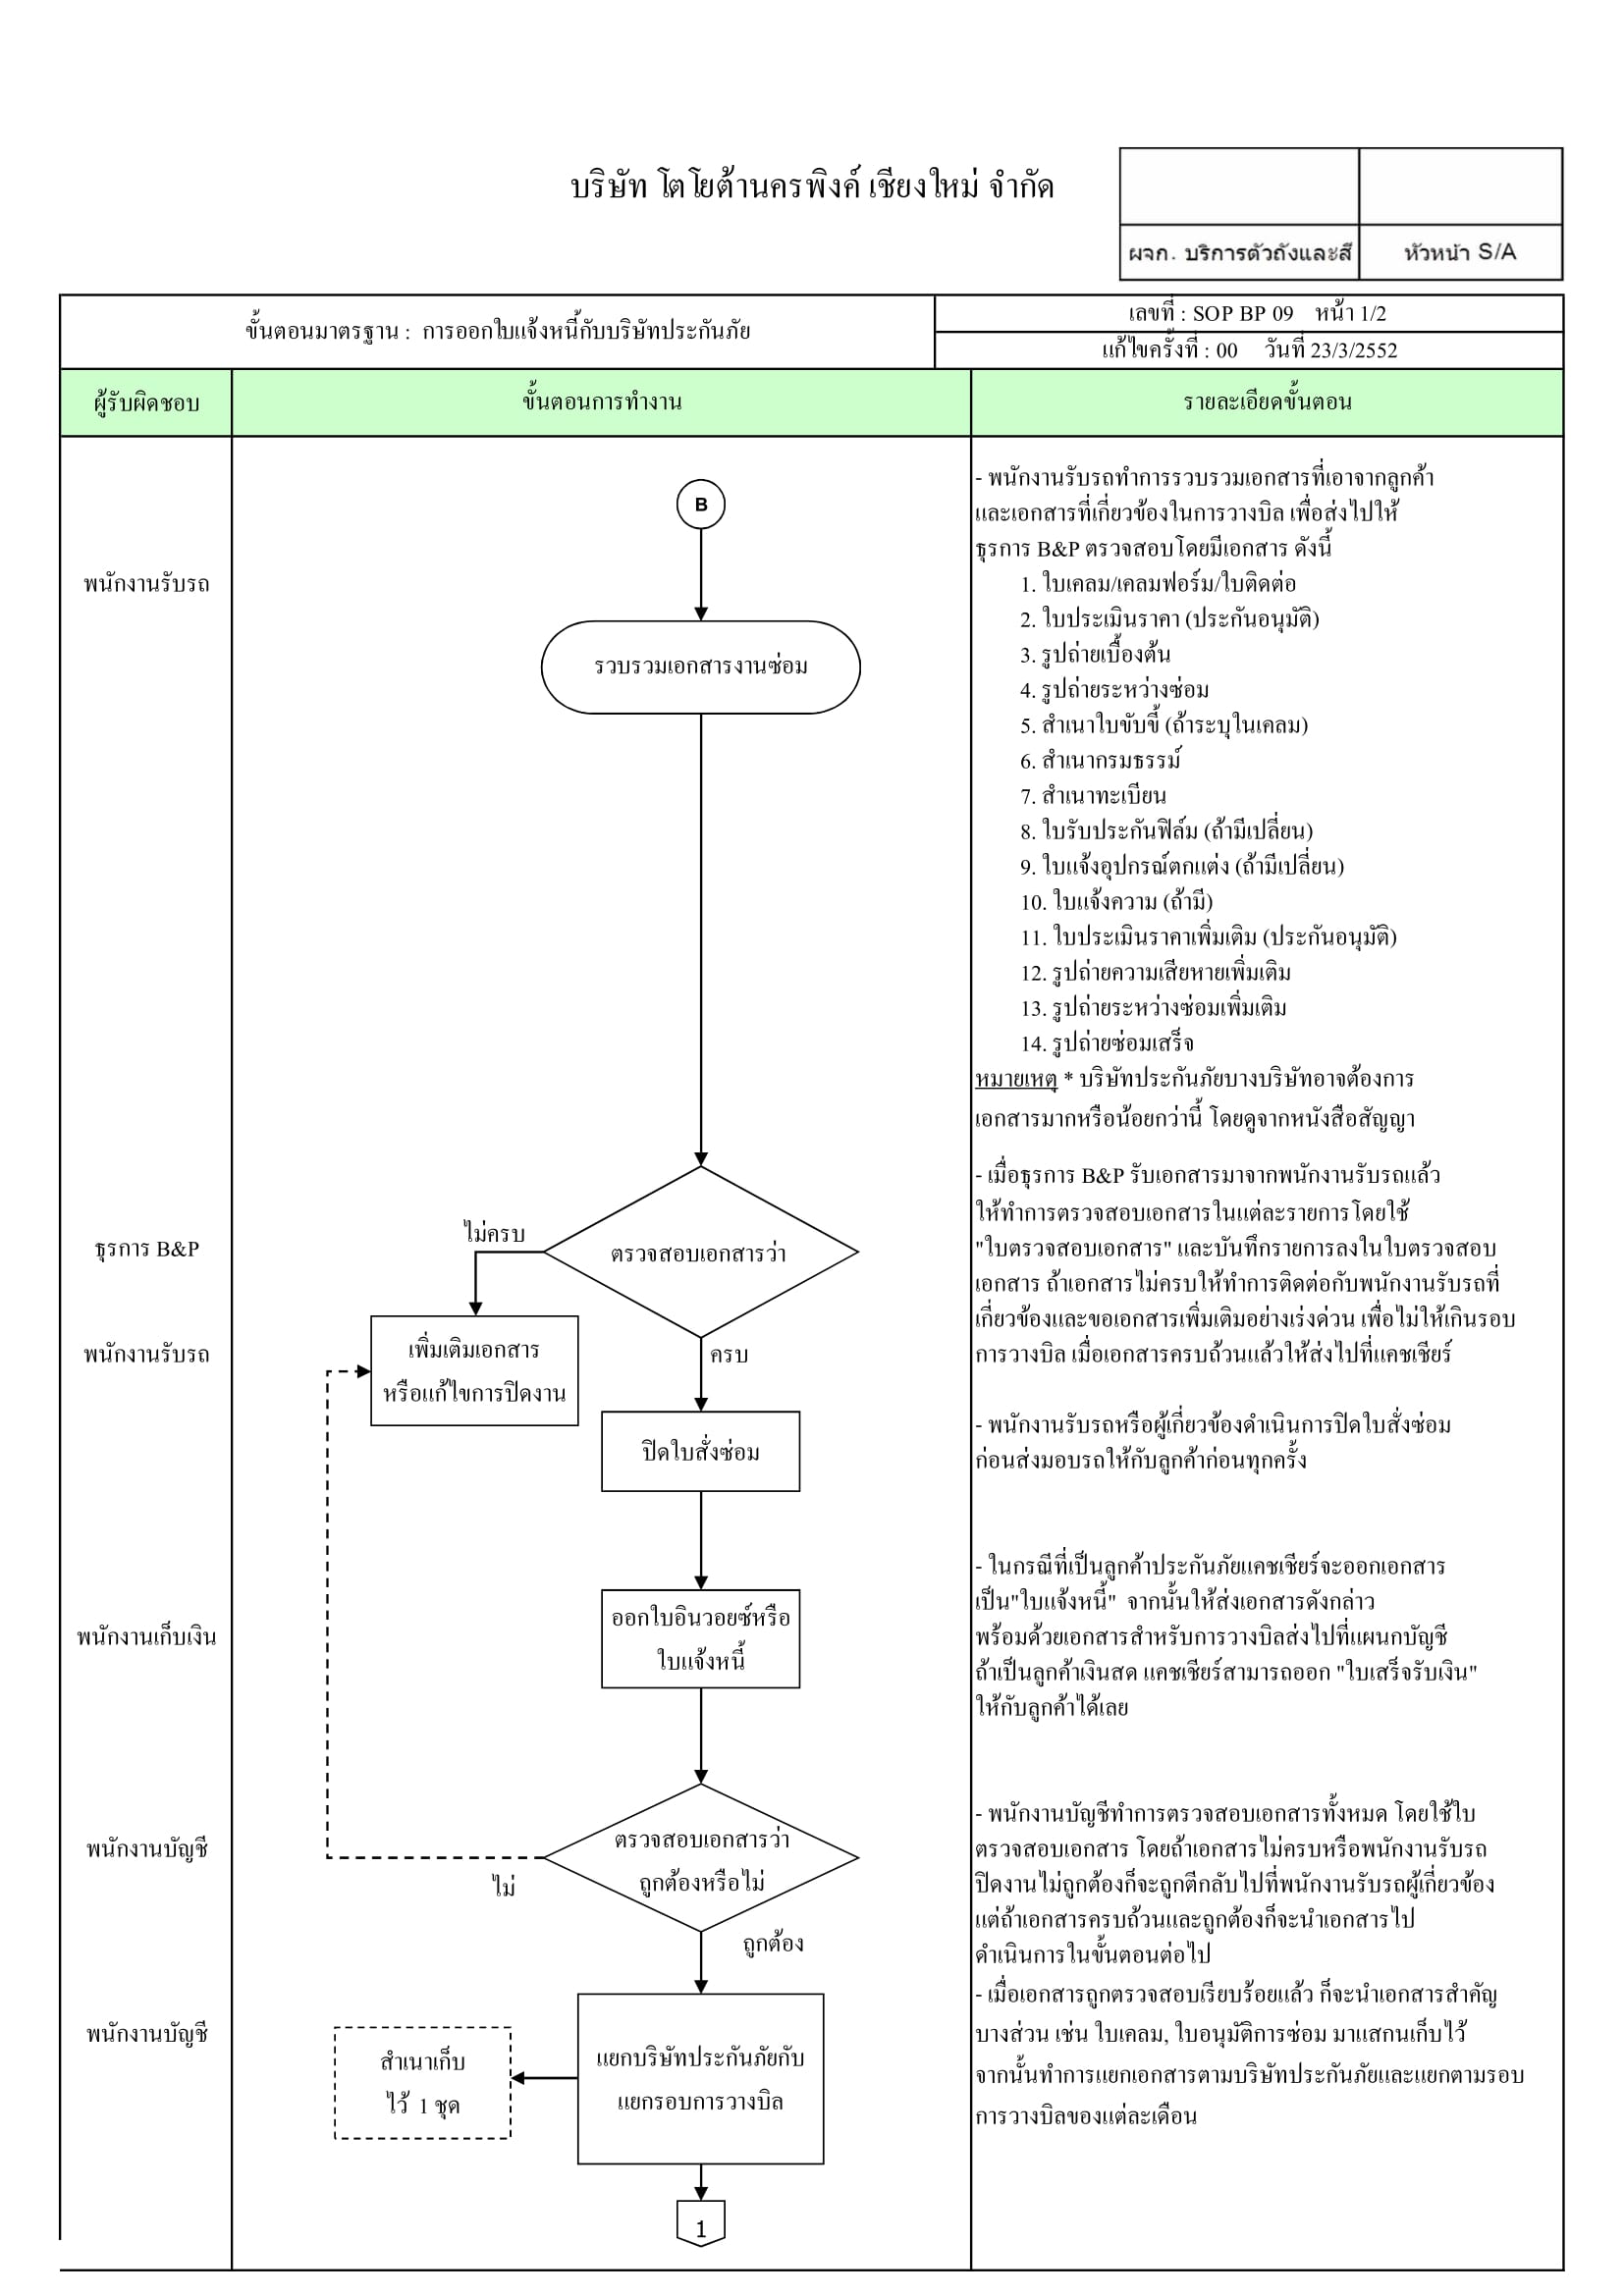 บริษัท โตโยต้านครพิงค์ เชียงใหม่ จำกัด
ผจก. บริการตัวถังและสี
หัวหน้า S/A
ขั้นตอนมาตรฐาน : การออกใบแจ้งหนี้กับบริษัทประกันภัย
เลขที่ : SOP BP 09 หน้า 1/2
แก้ไขครั้งที่ : 00 วันที่ 23/3/2552
ผู้รับผิดชอบ
ขั้นตอนการทำงาน
รายละเอียดขั้นตอน
พนักงานรับรถ
ธุรการ B&P
พนักงานรับรถ
พนักงานเก็บเงิน
พนักงานบัญชี
พนักงานบัญชี
B
รวบรวมเอกสารงานซ่อม
ไม่ครบ
ตรวจสอบเอกสารว่า
เพิ่มเติมเอกสาร
หรือแก้ไขการปิดงาน
ครบ
ปิดใบสั่งซ่อม
ออกใบอินวอยซ์หรือ
ใบแจ้งหนี้
ตรวจสอบเอกสารว่า
ถูกต้องหรือไม่
ไม่
ถูกต้อง
แยกบริษัทประกันภัยกับ
แยกรอบการวางบิล
สำเนาเก็บ
ไว้ 1 ชุด
1
- พนักงานรับรถทำการรวบรวมเอกสารที่เอาจากลูกค้า
และเอกสารที่เกี่ยวข้องในการวางบิล เพื่อส่งไปให้
ธุรการ B&P ตรวจสอบโดยมีเอกสาร ดังนี้
1. ใบเคลม/เคลมฟอร์ม/ใบติดต่อ
2. ใบประเมินราคา (ประกันอนุมัติ)
3. รูปถ่ายเบื้องต้น
4. รูปถ่ายระหว่างซ่อม
5. สำเนาใบขับขี้ (ถ้าระบุในเคลม)
6. สำเนากรมธรรม์
7. สำเนาทะเบียน
8. ใบรับประกันฟิล์ม (ถ้ามีเปลี่ยน)
9. ใบแจ้งอุปกรณ์ตกแต่ง (ถ้ามีเปลี่ยน)
10. ใบแจ้งความ (ถ้ามี)
11. ใบประเมินราคาเพิ่มเติม (ประกันอนุมัติ)
12. รูปถ่ายความเสียหายเพิ่มเติม
13. รูปถ่ายระหว่างซ่อมเพิ่มเติม
14. รูปถ่ายซ่อมเสร็จ
หมายเหตุ * บริษัทประกันภัยบางบริษัทอาจต้องการ
เอกสารมากหรือน้อยกว่านี้ โดยดูจากหนังสือสัญญา
- เมื่อธุรการ B&P รับเอกสารมาจากพนักงานรับรถแล้ว
ให้ทำการตรวจสอบเอกสารในแต่ละรายการโดยใช้
"ใบตรวจสอบเอกสาร" และบันทึกรายการลงในใบตรวจสอบ
เอกสาร ถ้าเอกสารไม่ครบให้ทำการติดต่อกับพนักงานรับรถที่
เกี่ยวข้องและขอเอกสารเพิ่มเติมอย่างเร่งด่วน เพื่อไม่ให้เกินรอบ
การวางบิล เมื่อเอกสารครบถ้วนแล้วให้ส่งไปที่แคชเชียร์
- พนักงานรับรถหรือผู้เกี่ยวข้องดำเนินการปิดใบสั่งซ่อม
ก่อนส่งมอบรถให้กับลูกค้าก่อนทุกครั้ง
- ในกรณีที่เป็นลูกค้าประกันภัยแคชเชียร์จะออกเอกสาร
เป็น"ใบแจ้งหนี้" จากนั้นให้ส่งเอกสารดังกล่าว
พร้อมด้วยเอกสารสำหรับการวางบิลส่งไปที่แผนกบัญชี
ถ้าเป็นลูกค้าเงินสด แคชเชียร์สามารถออก "ใบเสร็จรับเงิน"
ให้กับลูกค้าได้เลย
- พนักงานบัญชีทำการตรวจสอบเอกสารทั้งหมด โดยใช้ใบ
ตรวจสอบเอกสาร โดยถ้าเอกสารไม่ครบหรือพนักงานรับรถ
ปิดงานไม่ถูกต้องก็จะถูกตีกลับไปที่พนักงานรับรถผู้เกี่ยวข้อง
แต่ถ้าเอกสารครบถ้วนและถูกต้องก็จะนำเอกสารไป
ดำเนินการในขั้นตอนต่อไป
- เมื่อเอกสารถูกตรวจสอบเรียบร้อยแล้ว ก็จะนำเอกสารสำคัญ
บางส่วน เช่น ใบเคลม, ใบอนุมัติการซ่อม มาแสกนเก็บไว้
จากนั้นทำการแยกเอกสารตามบริษัทประกันภัยและแยกตามรอบ
การวางบิลของแต่ละเดือน